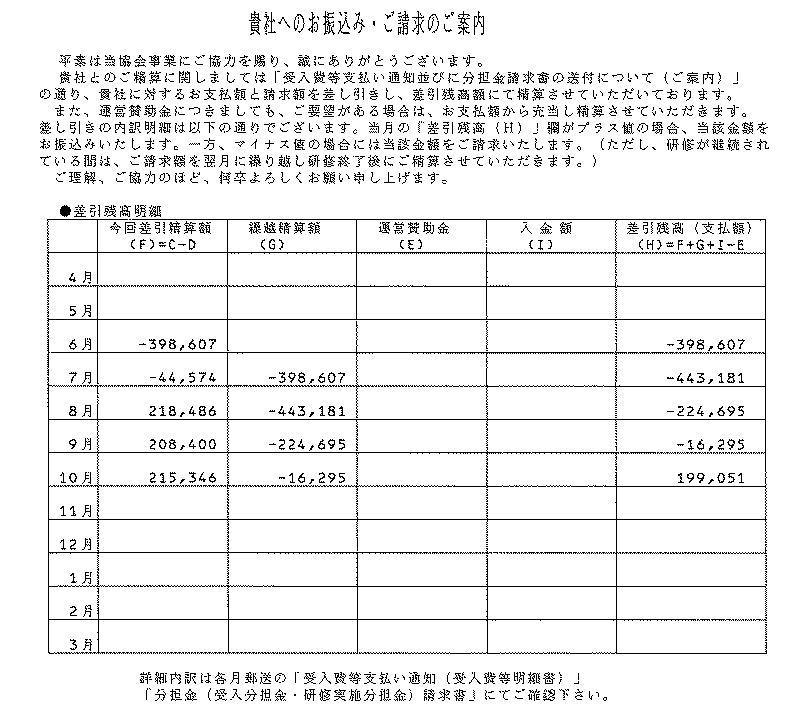 貴社へのお振込み・ご請求のご案内
平素は当協会事業にご協力を賜り、誠にありがとうございます。
貴社とのご精算に関しましては「受入費等支払い通知並びに分担金請求書の送付について（ご案内）」
の通り、貴社に対するお支払額と請求額を差し引きし、差引残高額にて精算させていただいております。
また、運営賛助金につきましても、ご要望がある場合は、お支払額から充当し精算させていただきます。
差し引きの内訳明細は以下の通りでございます。当月の「差引残高（H）」欄がプラス値の場合、当該金額を
お振込みいたします。一方、マイナス値の場合には当該金額をご請求いたします。（ただし、研修が継続され
ている間は、ご請求額を翌月に繰り越し研修終了後にご精算させていただきます。）
ご理解、ご協力のほど、何卒よろしくお願い申し上げます。
●差引残高明細
今回差引精算額 繰越精算額 運営賛助金 入金額 差引残高（支払額）
(F)=C-D (G) (E) (I) (H)=F+G+I-E
4月
5月
6月 -398,607 -398,607
7月 -44,574 -398,607 -443,181
8月 218,486 -443,181 -224,695
9月 208,400 -224,695 -16,295
10月 215,346 -16,295 199,051
11月
12月
1月
2月
3月
詳細内訳は各月郵送の「受入費等支払い通知（受入費等明細書）」
「分担金（受入分担金・研修実施分担金）請求書」にてご確認下さい。